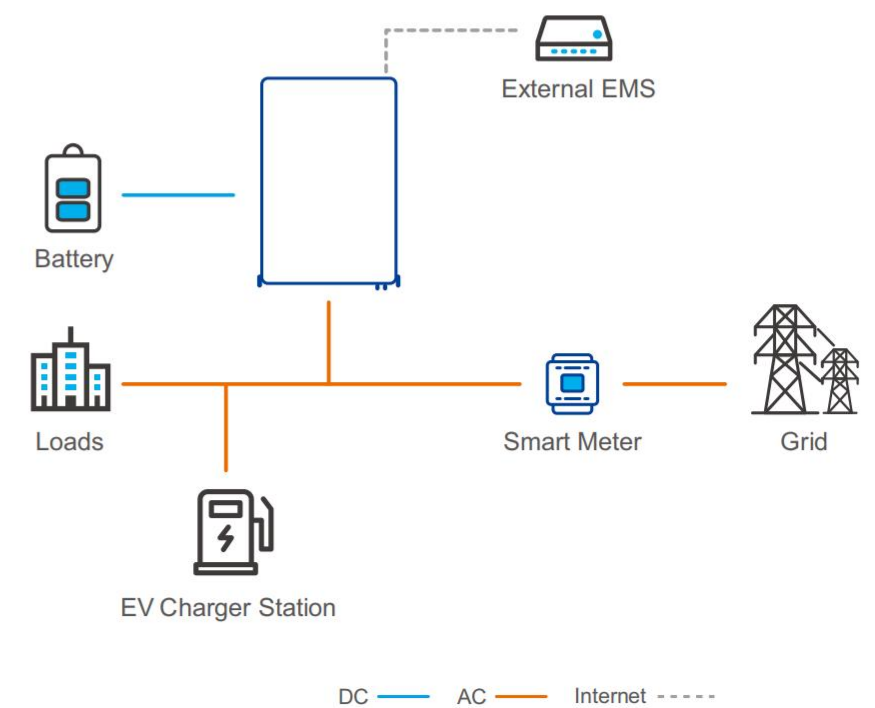 External EMS
Battery
Loads
Smart Meter
Grid
EV Charger Station
DC
AC
Internet